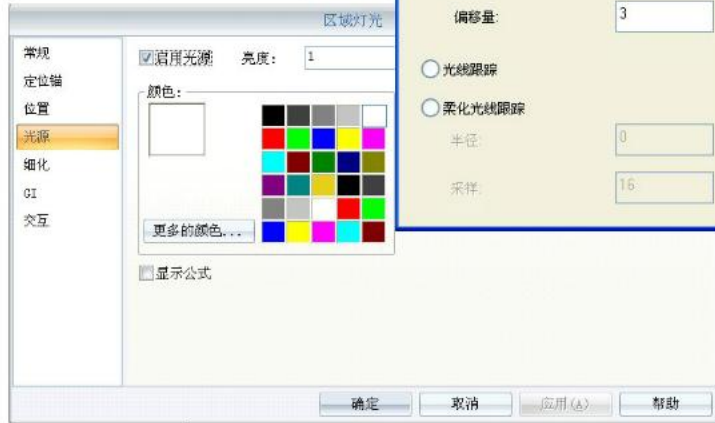 区域灯光
常规
定位锚
位置
光源
细化
GI
交互
启用光源 亮度: 1
颜色:
更多的颜色...
显示公式
偏移量: 3
光线跟踪
柔化光线跟踪
半径: 0
采样: 16
确定 取消 应用(A) 帮助